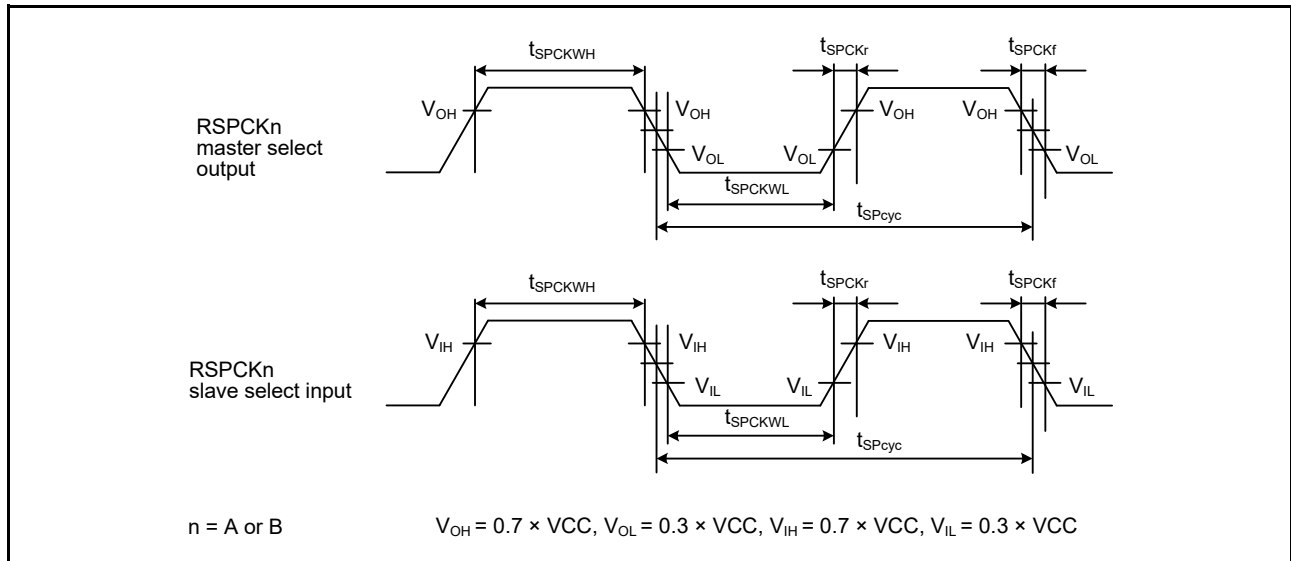 tSPCKWH tSPCKr tSPCKf
VOH VOH VOH VOH
RSPCKn
master select
output
VOL VOL VOL
tSPCKWL
tSPcyc
tSPCKWH tSPCKr tSPCKf
VIH VIH VIH VIH
RSPCKn
slave select input
VIL VIL VIL
tSPCKWL
tSPcyc
n = A or B VOH = 0.7 × VCC, VOL = 0.3 × VCC, VIH = 0.7 × VCC, VIL = 0.3 × VCC